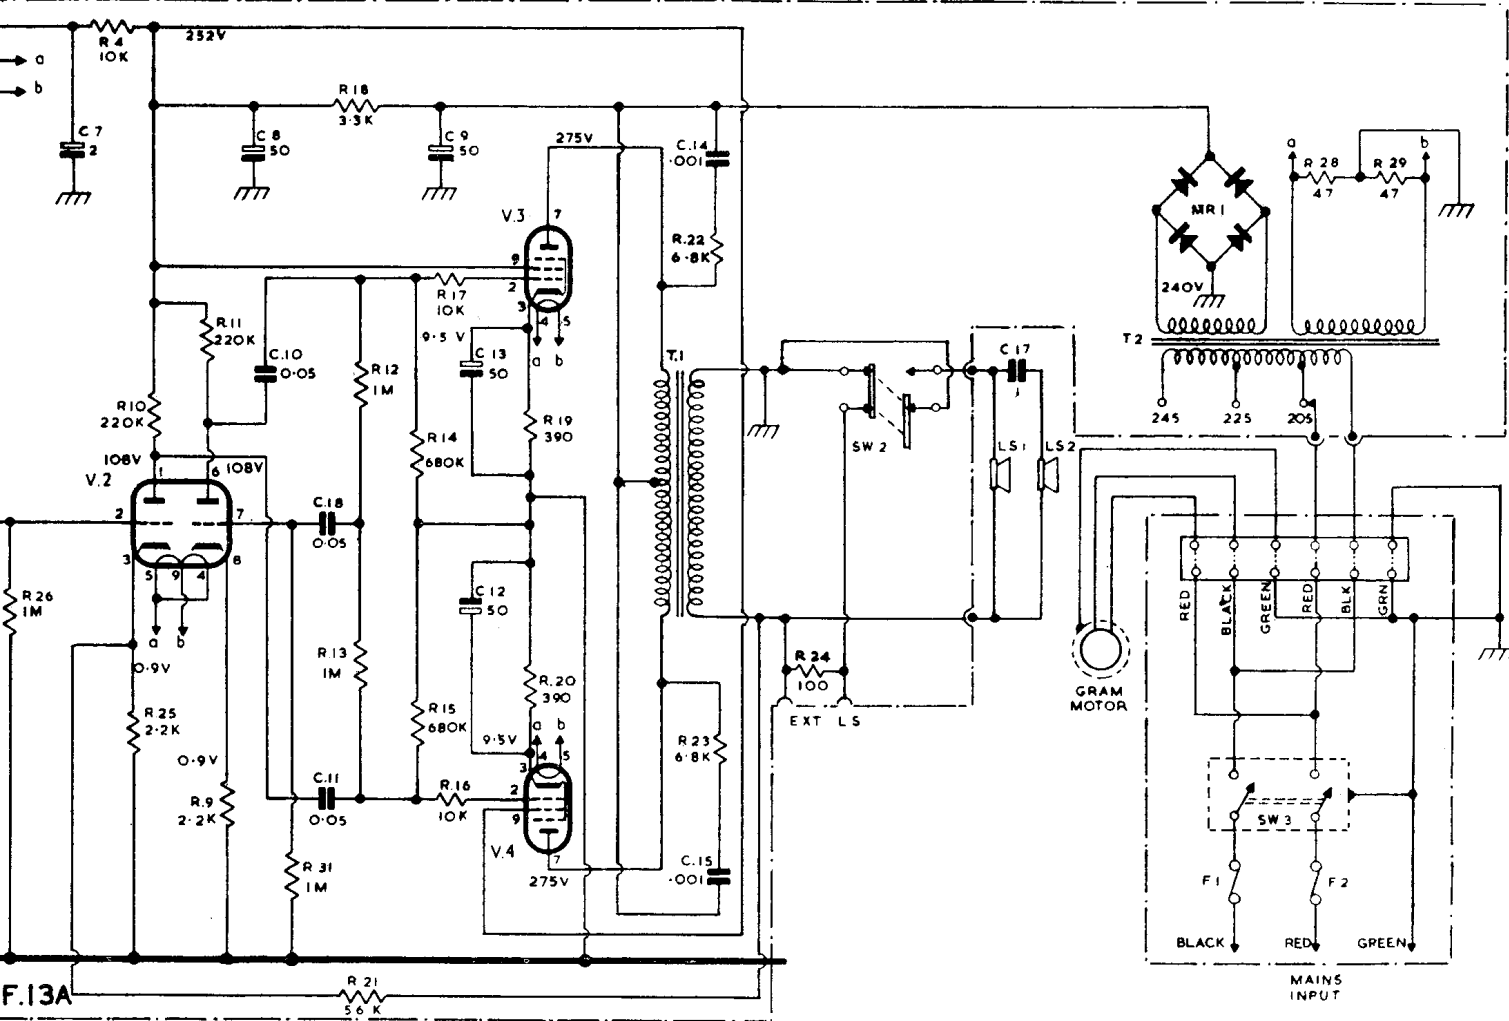 R 4
10K
252V
a
b
C 7
2
C 8
50
R 18
3.3K
C 9
50
275V
C.14
.001
V.3
7
R.22
6.8K
9
2
3
4
5
R 17
10K
9.5 V
a b
C 13
50
R.11
220K
C.10
0.05
R 12
1M
R10
220K
R 19
390
R 14
680K
T.1
108V
1
6
108V
V.2
2
7
3
5
9
4
8
C.18
0.05
R 26
1M
a b
0.9V
C 12
50
R.13
1M
R.20
390
R.25
2.2K
R 15
680K
9.5V
a b
3
4
5
0.9V
R.9
2.2K
C.11
0.05
R.16
10K
2
9
V.4
7
275V
R 31
1M
R.23
6.8K
C.15
.001
R 21
56 K
F.13A
SW 2
C 17
1
LS1
LS2
R 24
100
EXT LS
MR1
240V
a
b
R 28
47
R 29
47
T 2
245
225
205
GRAM
MOTOR
RED
BLACK
GREEN
RED
BLK
GRN
SW 3
F 1
F 2
BLACK
RED
GREEN
MAINS
INPUT